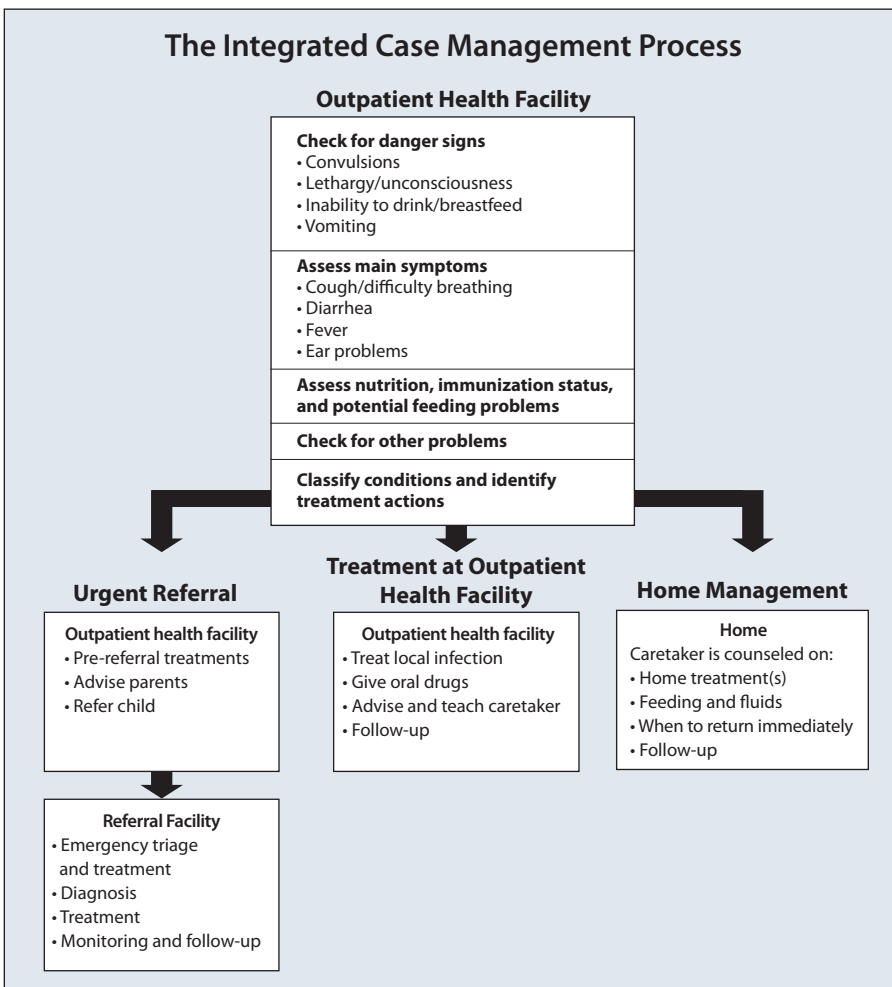 The Integrated Case Management Process
Outpatient Health Facility
Check for danger signs
• Convulsions
• Lethargy/unconsciousness
• Inability to drink/breastfeed
• Vomiting
Assess main symptoms
• Cough/difficulty breathing
• Diarrhea
• Fever
• Ear problems
Assess nutrition, immunization status,
and potential feeding problems
Check for other problems
Classify conditions and identify
treatment actions
Urgent Referral
Outpatient health facility
• Pre-referral treatments
• Advise parents
• Refer child
Referral Facility
• Emergency triage
and treatment
• Diagnosis
• Treatment
• Monitoring and follow-up
Treatment at Outpatient
Health Facility
Outpatient health facility
• Treat local infection
• Give oral drugs
• Advise and teach caretaker
• Follow-up
Home Management
Home
Caretaker is counseled on:
• Home treatment(s)
• Feeding and fluids
• When to return immediately
• Follow-up